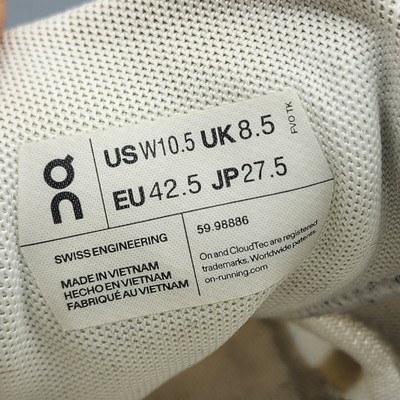 On
US W10.5 UK 8.5
EU 42.5 JP 27.5
FVO TK
SWISS ENGINEERING
59.98886
MADE IN VIETNAM
HECHO EN VIETNAM
FABRIQUÉ AU VIETNAM
On and CloudTec are registered
trademarks. Worldwide patents.
on-running.com